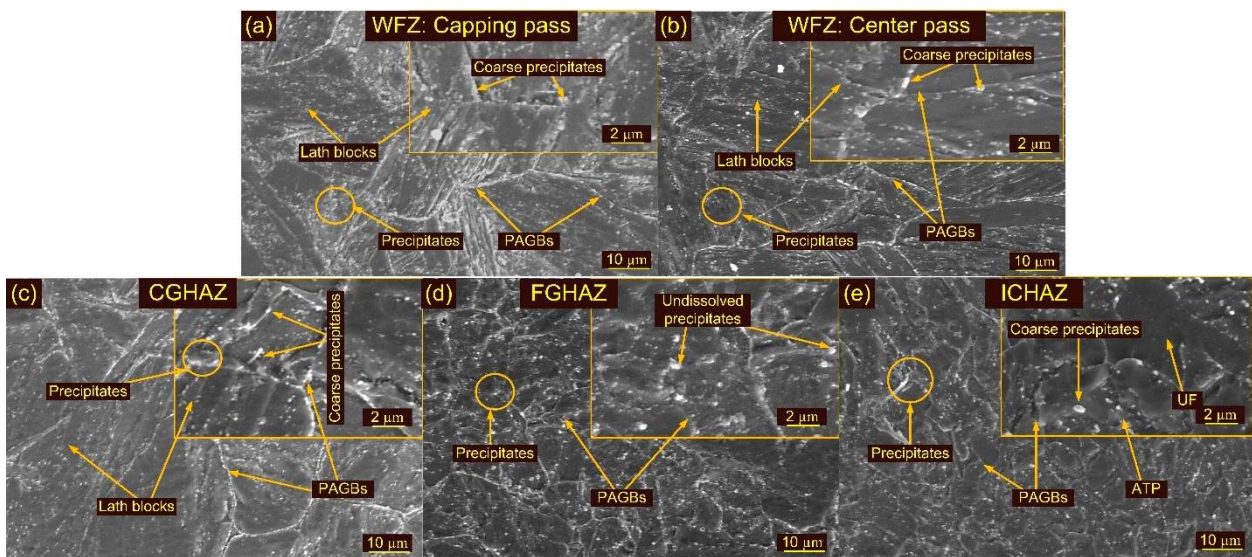 (a)
WFZ: Capping pass
Coarse precipitates
2 μm
Lath blocks
Precipitates
PAGBs
10 μm
(b)
WFZ: Center pass
Coarse precipitates
2 μm
Lath blocks
Precipitates
PAGBs
10 μm
(c)
CGHAZ
Coarse precipitates
Precipitates
2 μm
Lath blocks
PAGBs
10 μm
(d)
FGHAZ
Undissolved
precipitates
2 μm
Precipitates
PAGBs
10 μm
(e)
ICHAZ
Coarse precipitates
UF
2 μm
Precipitates
PAGBs
ATP
10 μm